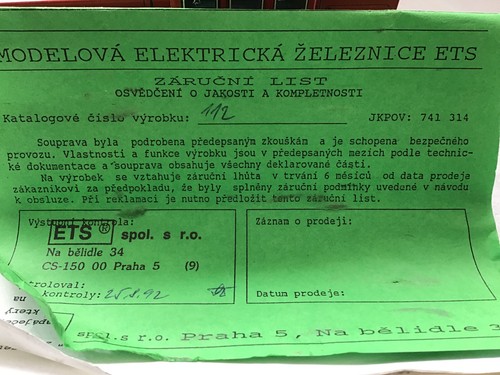 MODELOVÁ ELEKTRICKÁ ŽELEZNICE ETS
ZÁRUČNÍ LIST
OSVĚDČENÍ O JAKOSTI A KOMPLETNOSTI
Katalogové číslo výrobku: 112 JKPOV: 741 314
Souprava byla podrobena předepsaným zkouškám a je schopena bezpečného
provozu. Vlastnosti a funkce výrobku jsou v předepsaných mezích podle technic-
ké dokumentace a souprava obsahuje všechny deklarované části.
Na výrobek se vztahuje záruční lhůta v trvání 6 měsíců od data prodeje
zákazníkovi za předpokladu, že byly splněny záruční podmínky uvedené v návodu
k obsluze. Při reklamaci je nutno předložit tento záruční list.
Výstupní kontrola:
ETS ® spol. s r.o.
Na bělidle 34
CS-150 00 Praha 5 (9)
troloval:
kontroly: 25.8.92
Záznam o prodeji:
Datum prodeje:
spol.s r.o. Praha 5, Na bělidle 3
apáječe
který
na